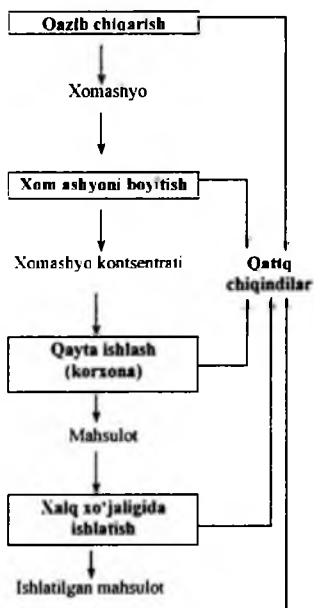 Qazib chiqarish
Xomashyo
Xom ashyoni boyitish
Xomashyo kontsentrati
Qattiq
chiqindilar
Qayta ishlash
(korxona)
Mahsulot
Xalq xo'jaligida
ishlatish
Ishlatilgan mahsulot